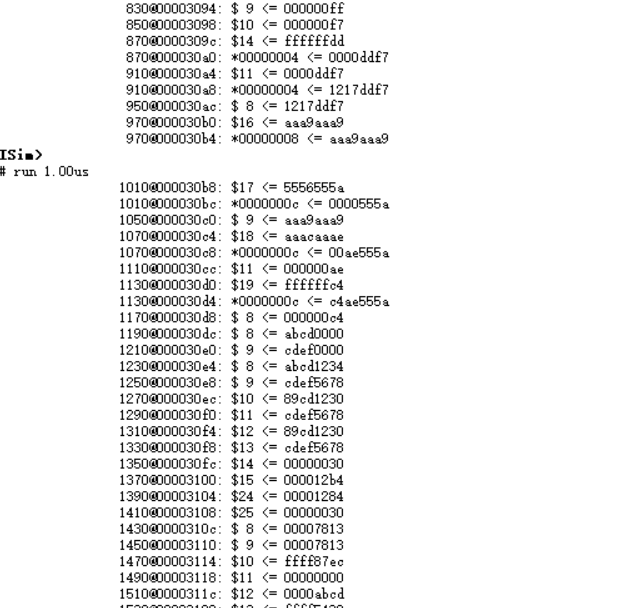 830@00003094: $ 9 <= 000000ff
850@00003098: $10 <= 000000f7
870@0000309c: $14 <= ffffffdd
870@000030a0: *00000004 <= 0000ddf7
910@000030a4: $11 <= 0000ddf7
910@000030a8: *00000004 <= 1217ddf7
950@000030ac: $ 8 <= 1217ddf7
970@000030b0: $16 <= aaa9aaa9
970@000030b4: *00000008 <= aaa9aaa9
ISim>
# run 1.00us
1010@000030b8: $17 <= 5556555a
1010@000030bc: *0000000c <= 0000555a
1050@000030c0: $ 9 <= aaa9aaa9
1070@000030c4: $18 <= aaacaaae
1070@000030c8: *0000000c <= 00ae555a
1110@000030cc: $11 <= 000000ae
1130@000030d0: $19 <= ffffffc4
1130@000030d4: *0000000c <= c4ae555a
1170@000030d8: $ 8 <= 000000c4
1190@000030dc: $ 8 <= abcd0000
1210@000030e0: $ 9 <= cdef0000
1230@000030e4: $ 8 <= abcd1234
1250@000030e8: $ 9 <= cdef5678
1270@000030ec: $10 <= 89cd1230
1290@000030f0: $11 <= cdef5678
1310@000030f4: $12 <= 89cd1230
1330@000030f8: $13 <= cdef5678
1350@000030fc: $14 <= 00000030
1370@00003100: $15 <= 000012b4
1390@00003104: $24 <= 00001284
1410@00003108: $25 <= 00000030
1430@0000310c: $ 8 <= 00007813
1450@00003110: $ 9 <= 00007813
1470@00003114: $10 <= ffff87ec
1490@00003118: $11 <= 00000000
1510@0000311c: $12 <= 0000abcd